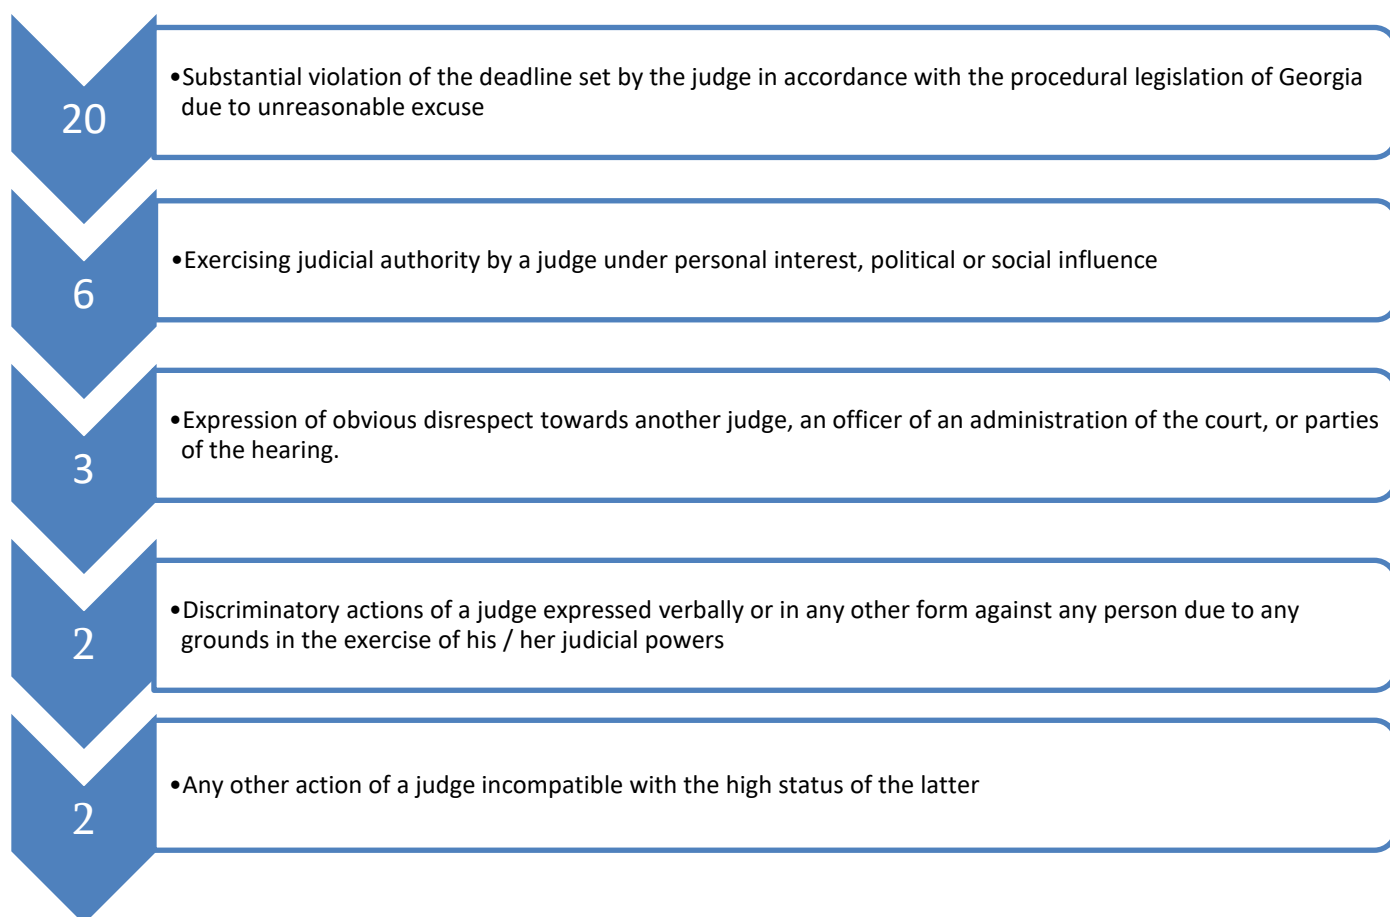 20
•Substantial violation of the deadline set by the judge in accordance with the procedural legislation of Georgia
due to unreasonable excuse
6
•Exercising judicial authority by a judge under personal interest, political or social influence
3
•Expression of obvious disrespect towards another judge, an officer of an administration of the court, or parties
of the hearing.
2
•Discriminatory actions of a judge expressed verbally or in any other form against any person due to any
grounds in the exercise of his / her judicial powers
2
•Any other action of a judge incompatible with the high status of the latter